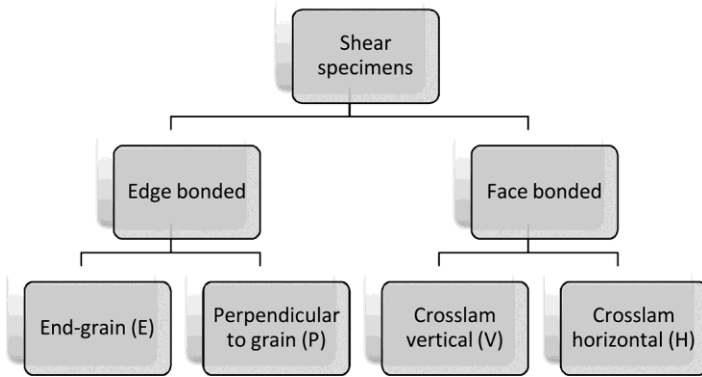 Shear
specimens
Edge bonded
Face bonded
End-grain (E)
Perpendicular
to grain (P)
Crosslam
vertical (V)
Crosslam
horizontal (H)